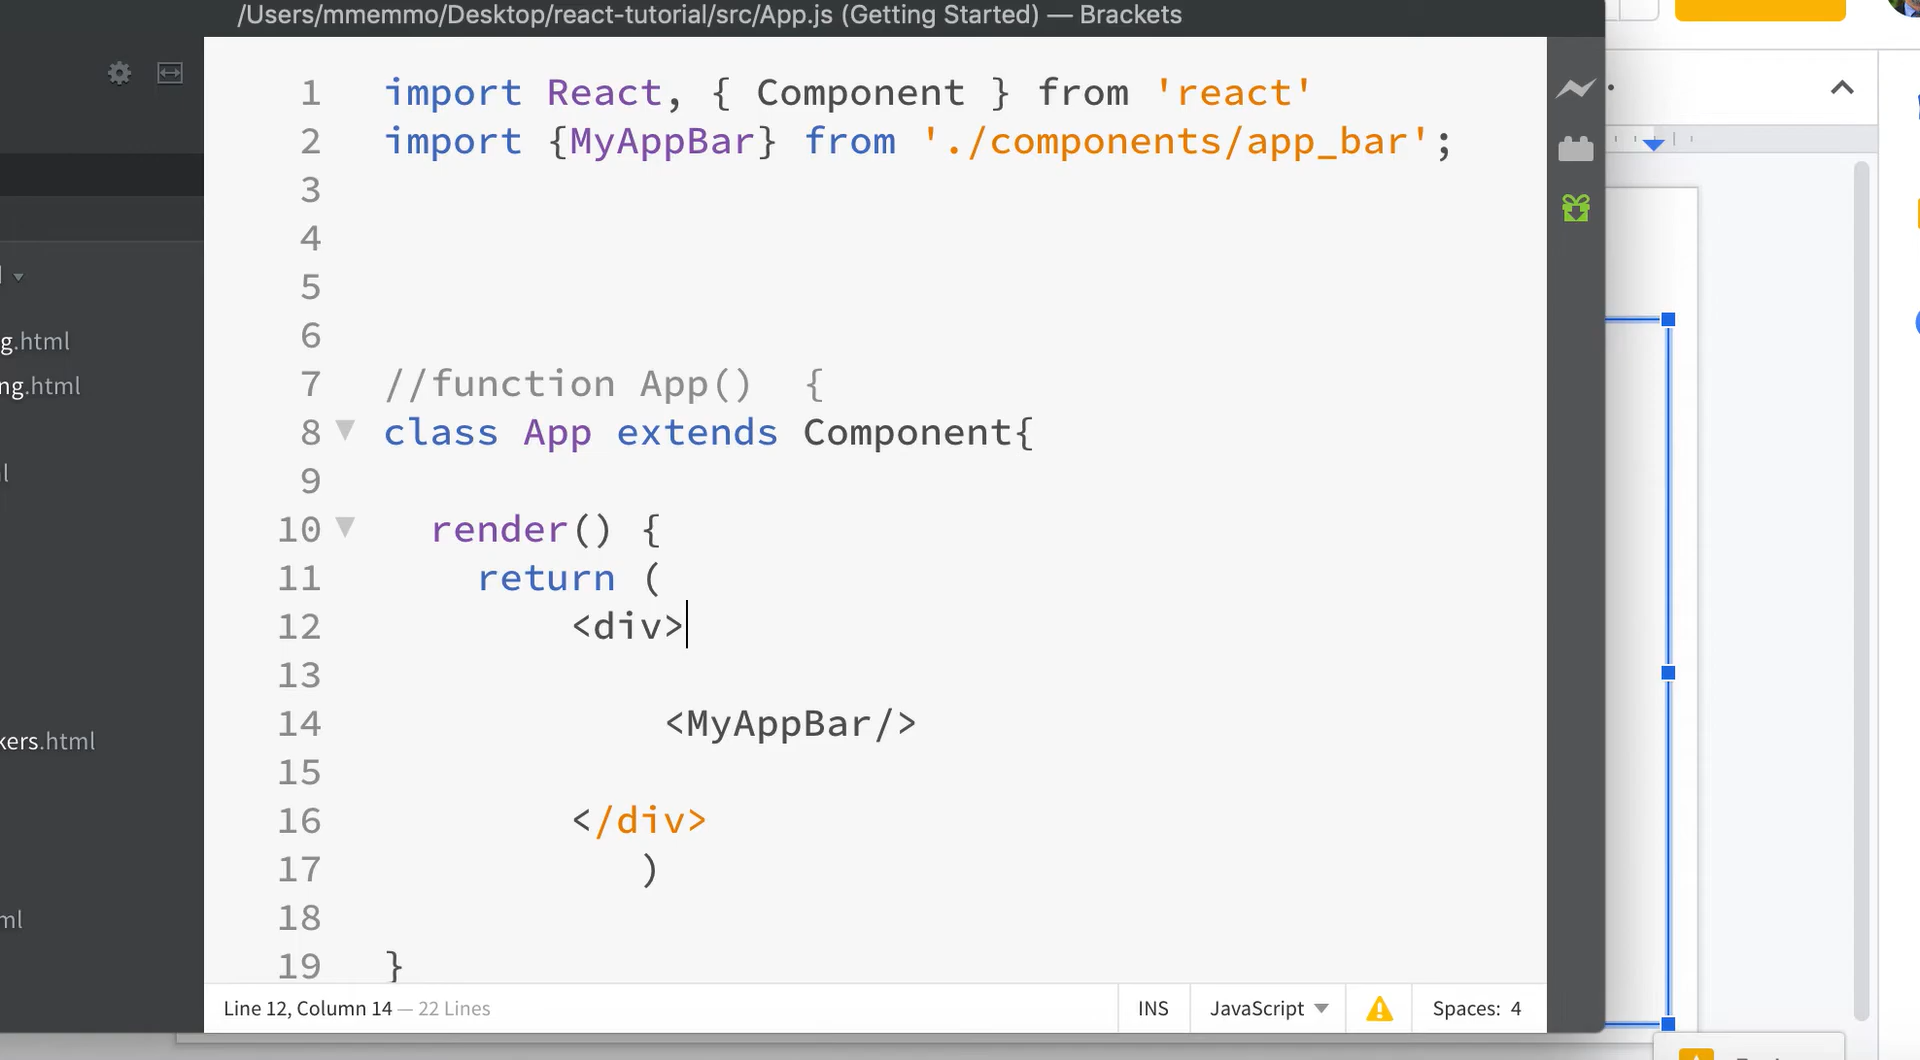 /Users/mmemmo/Desktop/react-tutorial/src/App.js (Getting Started) — Brackets
1 import React, { Component } from 'react'
2 import {MyAppBar} from './components/app_bar';
3
4
5
6
7 //function App()  {
8 class App extends Component{
9
10 render() {
11 return (
12 <div>
13
14 <MyAppBar/>
15
16 </div>
17 )
18
19 }
g.html
ng.html
kers.html
ml
Line 12, Column 14 — 22 Lines
INS
JavaScript
Spaces: 4